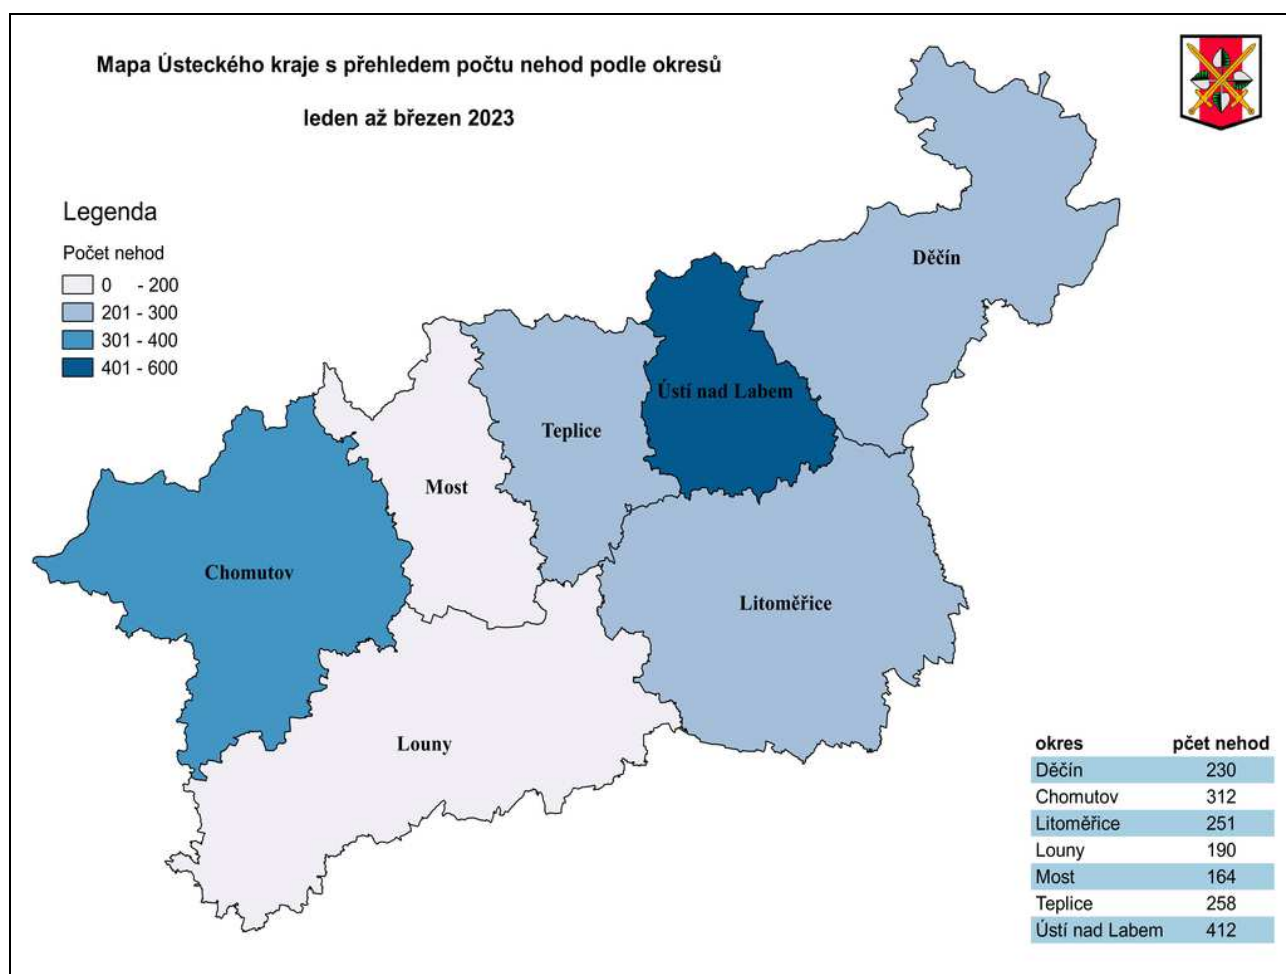 Mapa Ústeckého kraje s přehledem počtu nehod podle okresů
leden až březen 2023
Legenda
Počet nehod
0 - 200
201 - 300
301 - 400
401 - 600
Děčín
Ústí nad Labem
Teplice
Most
Chomutov
Litoměřice
Louny
okres pčet nehod
Děčín 230
Chomutov 312
Litoměřice 251
Louny 190
Most 164
Teplice 258
Ústí nad Labem 412